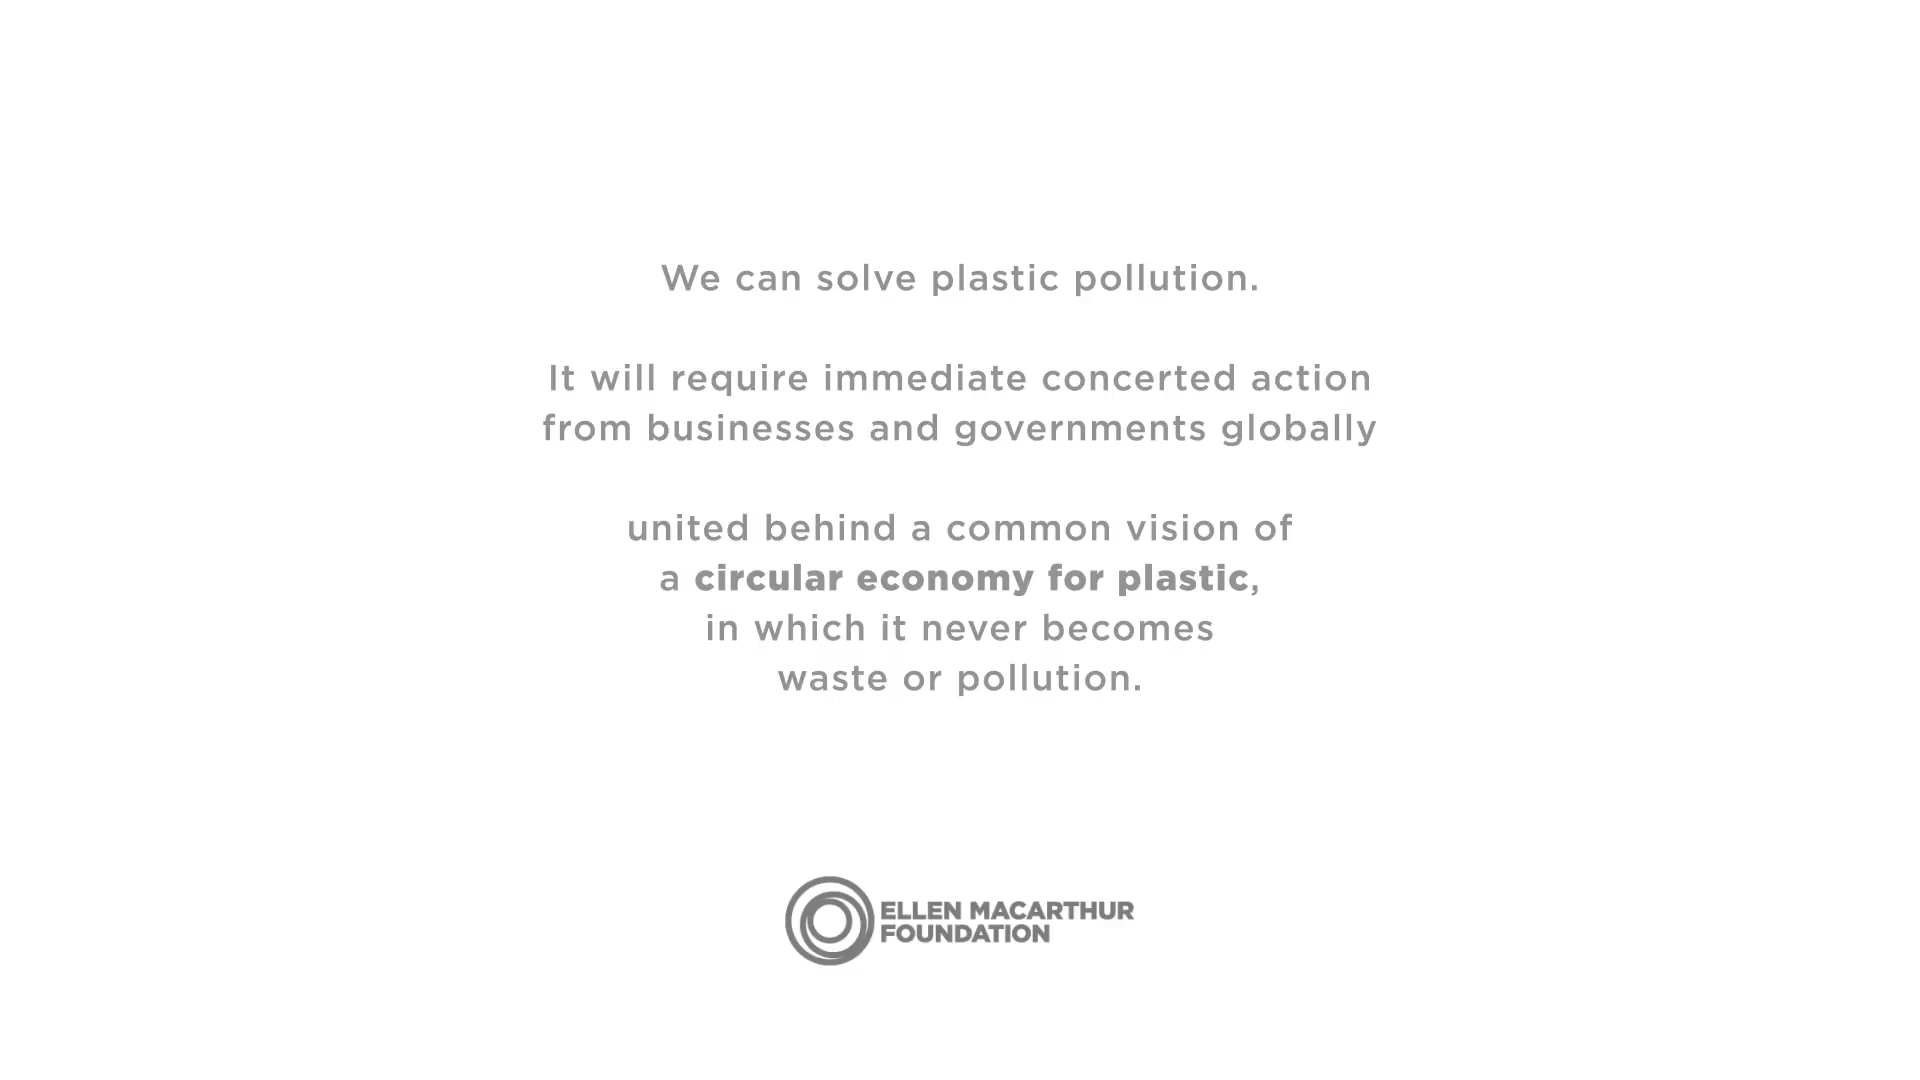 We can solve plastic pollution.
It will require immediate concerted action
from businesses and governments globally
united behind a common vision of
a circular economy for plastic,
in which it never becomes
waste or pollution.
ELLEN MACARTHUR
FOUNDATION